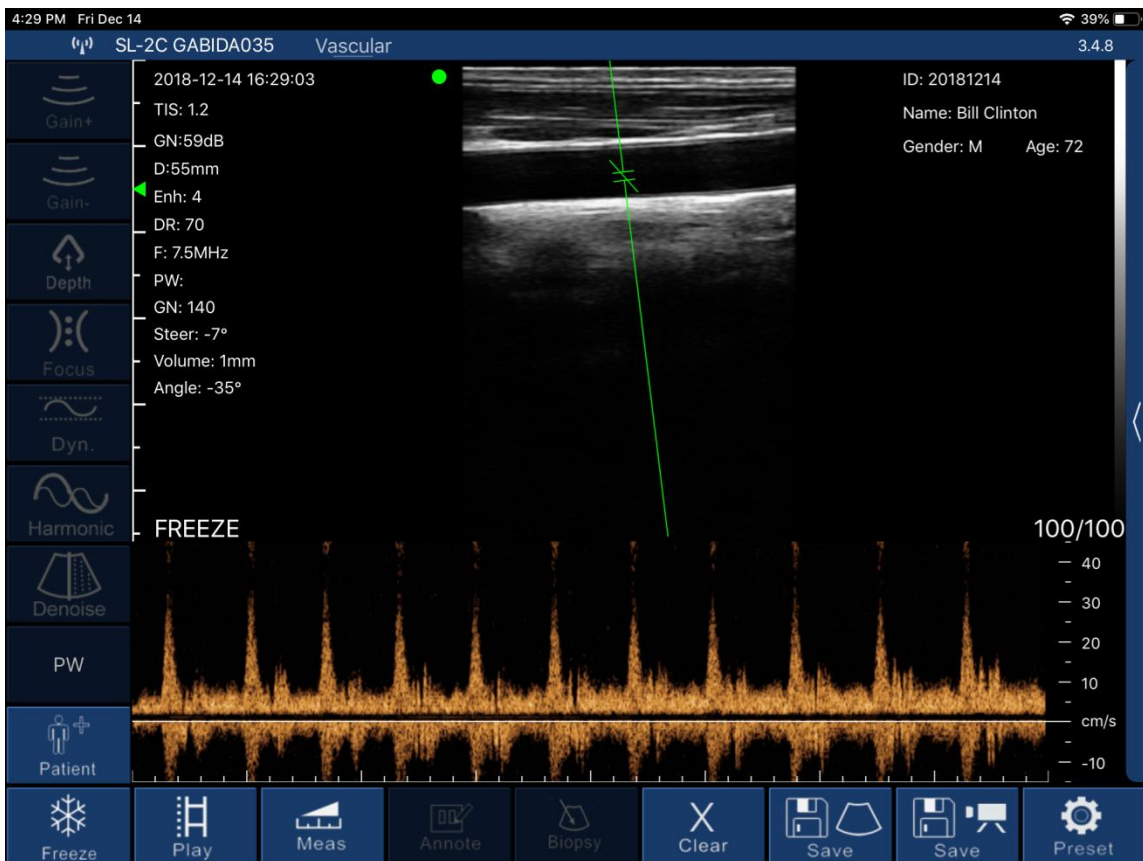 4:29 PM Fri Dec 14
39%
SL-2C GABIDA035 Vascular 3.4.8
Gain+
Gain-
Depth
Focus
Dyn.
Harmonic
Denoise
PW
Patient
2018-12-14 16:29:03
TIS: 1.2
GN:59dB
D:55mm
Enh: 4
DR: 70
F: 7.5MHz
PW:
GN: 140
Steer: -7°
Volume: 1mm
Angle: -35°
ID: 20181214
Name: Bill Clinton
Gender: M Age: 72
FREEZE 100/100
40
30
20
10
cm/s
-10
Freeze Play Meas Annote Biopsy Clear Save Save Preset